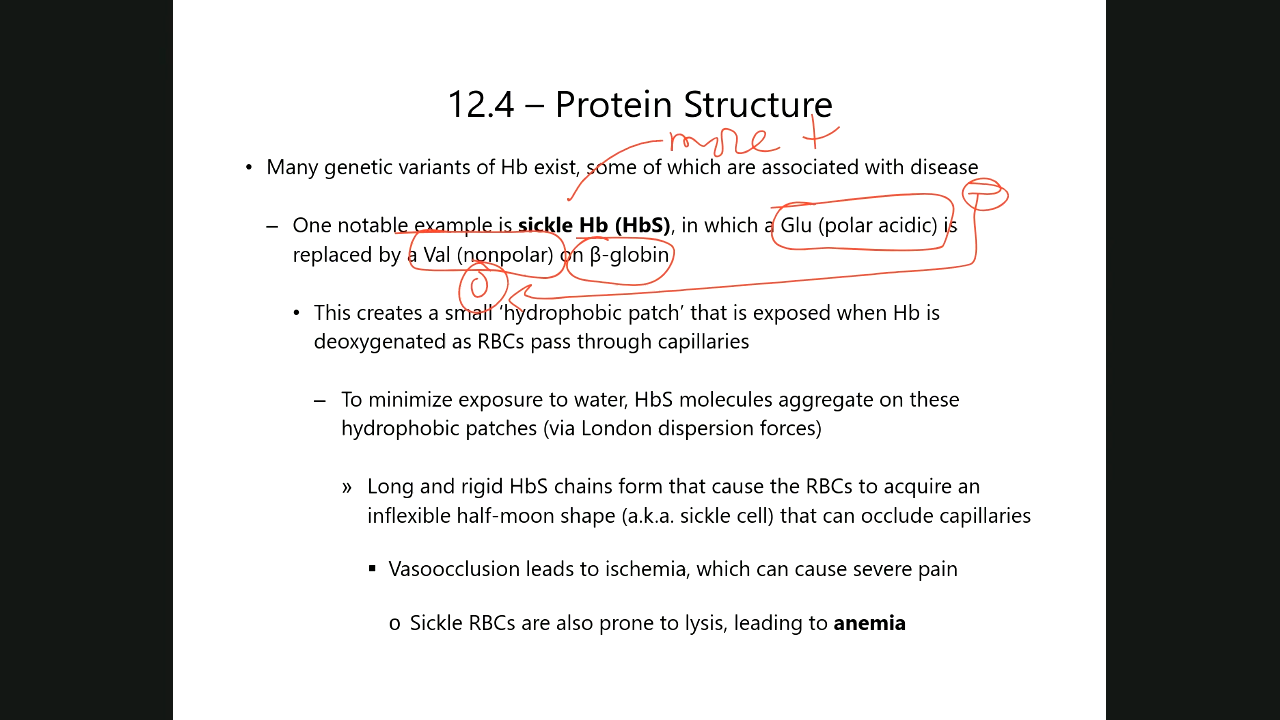 12.4 – Protein Structure
more +
• Many genetic variants of Hb exist, some of which are associated with disease
– One notable example is sickle Hb (HbS), in which a Glu (polar acidic) is
replaced by a Val (nonpolar) on β-globin
−
0
• This creates a small ‘hydrophobic patch’ that is exposed when Hb is
deoxygenated as RBCs pass through capillaries
– To minimize exposure to water, HbS molecules aggregate on these
hydrophobic patches (via London dispersion forces)
» Long and rigid HbS chains form that cause the RBCs to acquire an
inflexible half-moon shape (a.k.a. sickle cell) that can occlude capillaries
▪ Vasoocclusion leads to ischemia, which can cause severe pain
o Sickle RBCs are also prone to lysis, leading to anemia